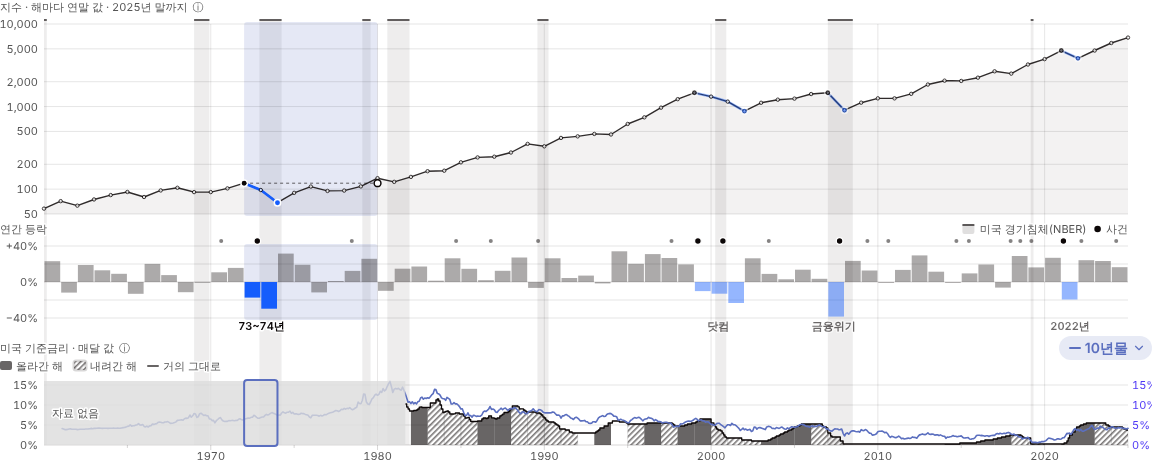 지수 · 해마다 연말 값 · 2025년 말까지 ⓘ
10,000
5,000
2,000
1,000
500
200
100
50
연간 등락
미국 경기침체(NBER) 사건
+40%
0%
−40%
73~74년 닷컴 금융위기 2022년
미국 기준금리 · 매달 값 ⓘ
10년물
올라간 해 내려간 해 거의 그대로
15% 15%
10% 10%
자료 없음
5% 5%
0% 0%
1970 1980 1990 2000 2010 2020